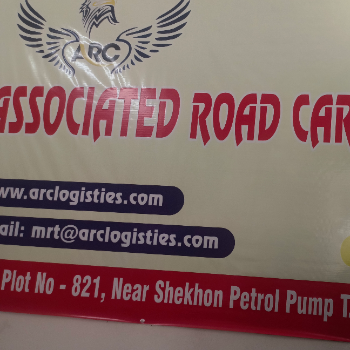 ARC
ASSOCIATED ROAD CAR
www.arclogisties.com
ail: mrt@arclogisties.com
Plot No - 821, Near Shekhon Petrol Pump T